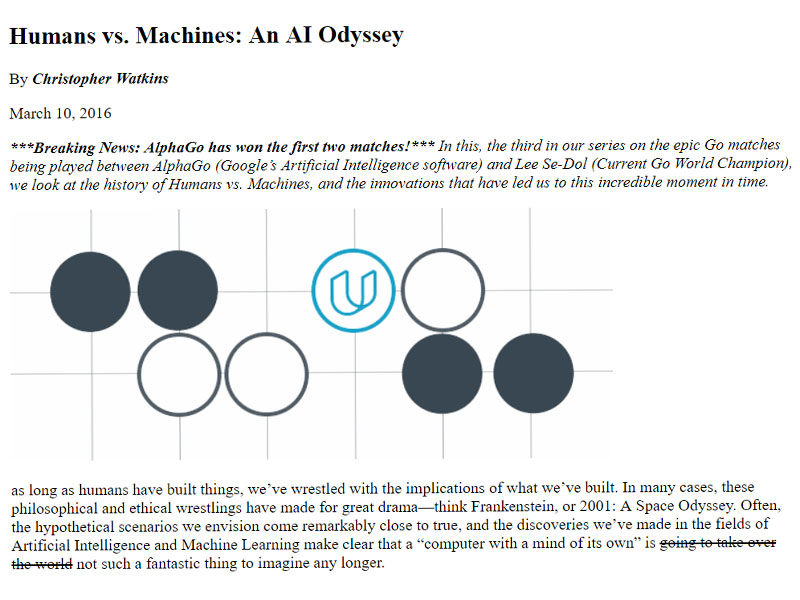 Humans vs. Machines: An AI Odyssey
By Christopher Watkins
March 10, 2016
***Breaking News: AlphaGo has won the first two matches!*** In this, the third in our series on the epic Go matches
being played between AlphaGo (Google's Artificial Intelligence software) and Lee Se-Dol (Current Go World Champion),
we look at the history of Humans vs. Machines, and the innovations that have led us to this incredible moment in time.
as long as humans have built things, we've wrestled with the implications of what we've built. In many cases, these
philosophical and ethical wrestlings have made for great drama—think Frankenstein, or 2001: A Space Odyssey. Often,
the hypothetical scenarios we envision come remarkably close to true, and the discoveries we've made in the fields of
Artificial Intelligence and Machine Learning make clear that a “computer with a mind of its own” is going to take over
the world not such a fantastic thing to imagine any longer.